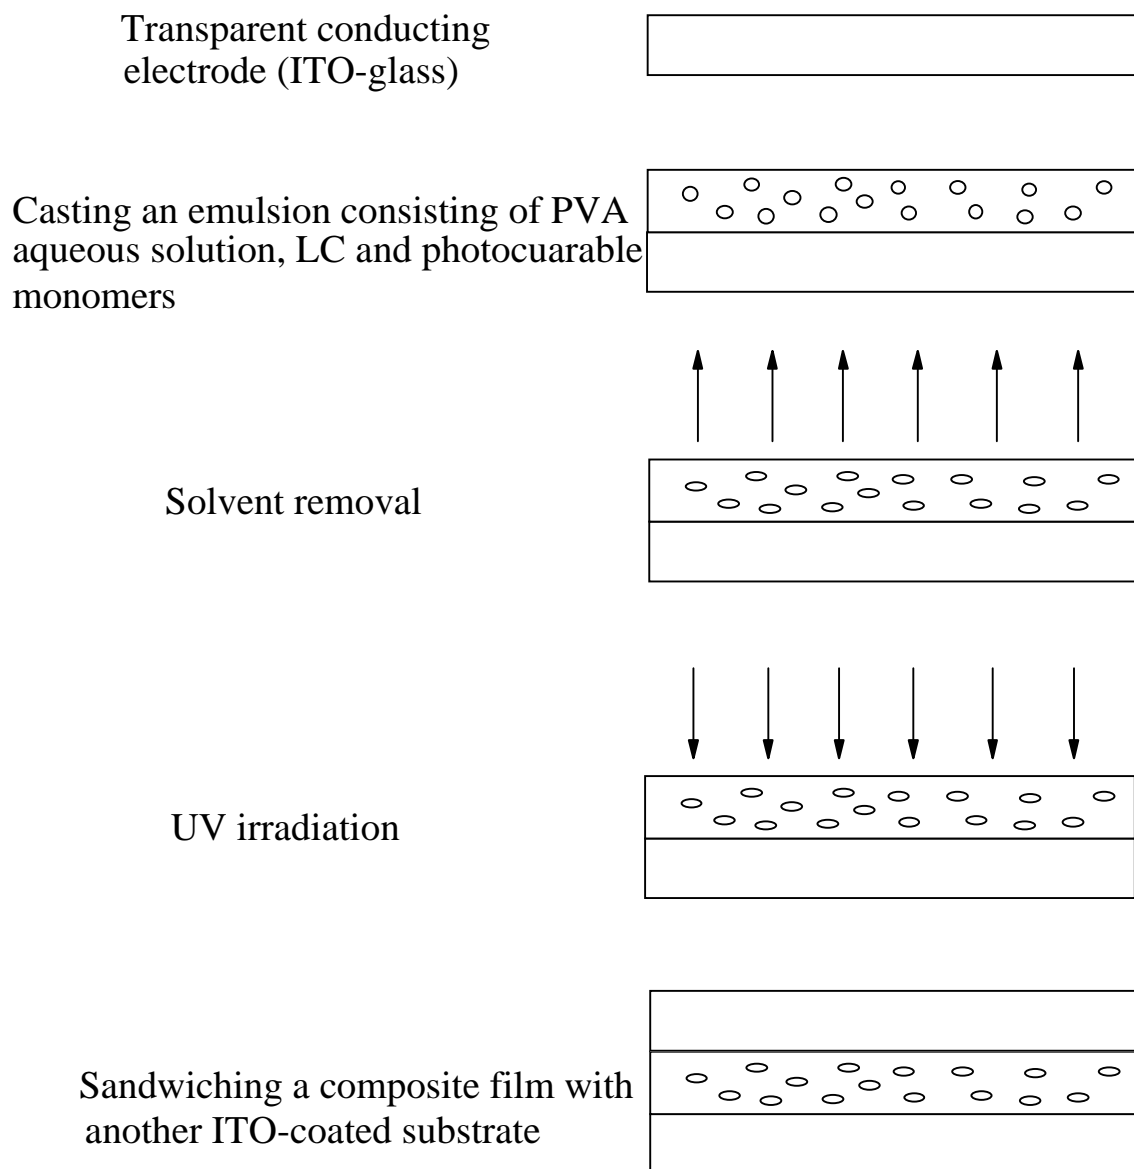 Transparent conducting
electrode (ITO-glass)
Casting an emulsion consisting of PVA
aqueous solution, LC and photocuarable
monomers
Solvent removal
UV irradiation
Sandwiching a composite film with
another ITO-coated substrate